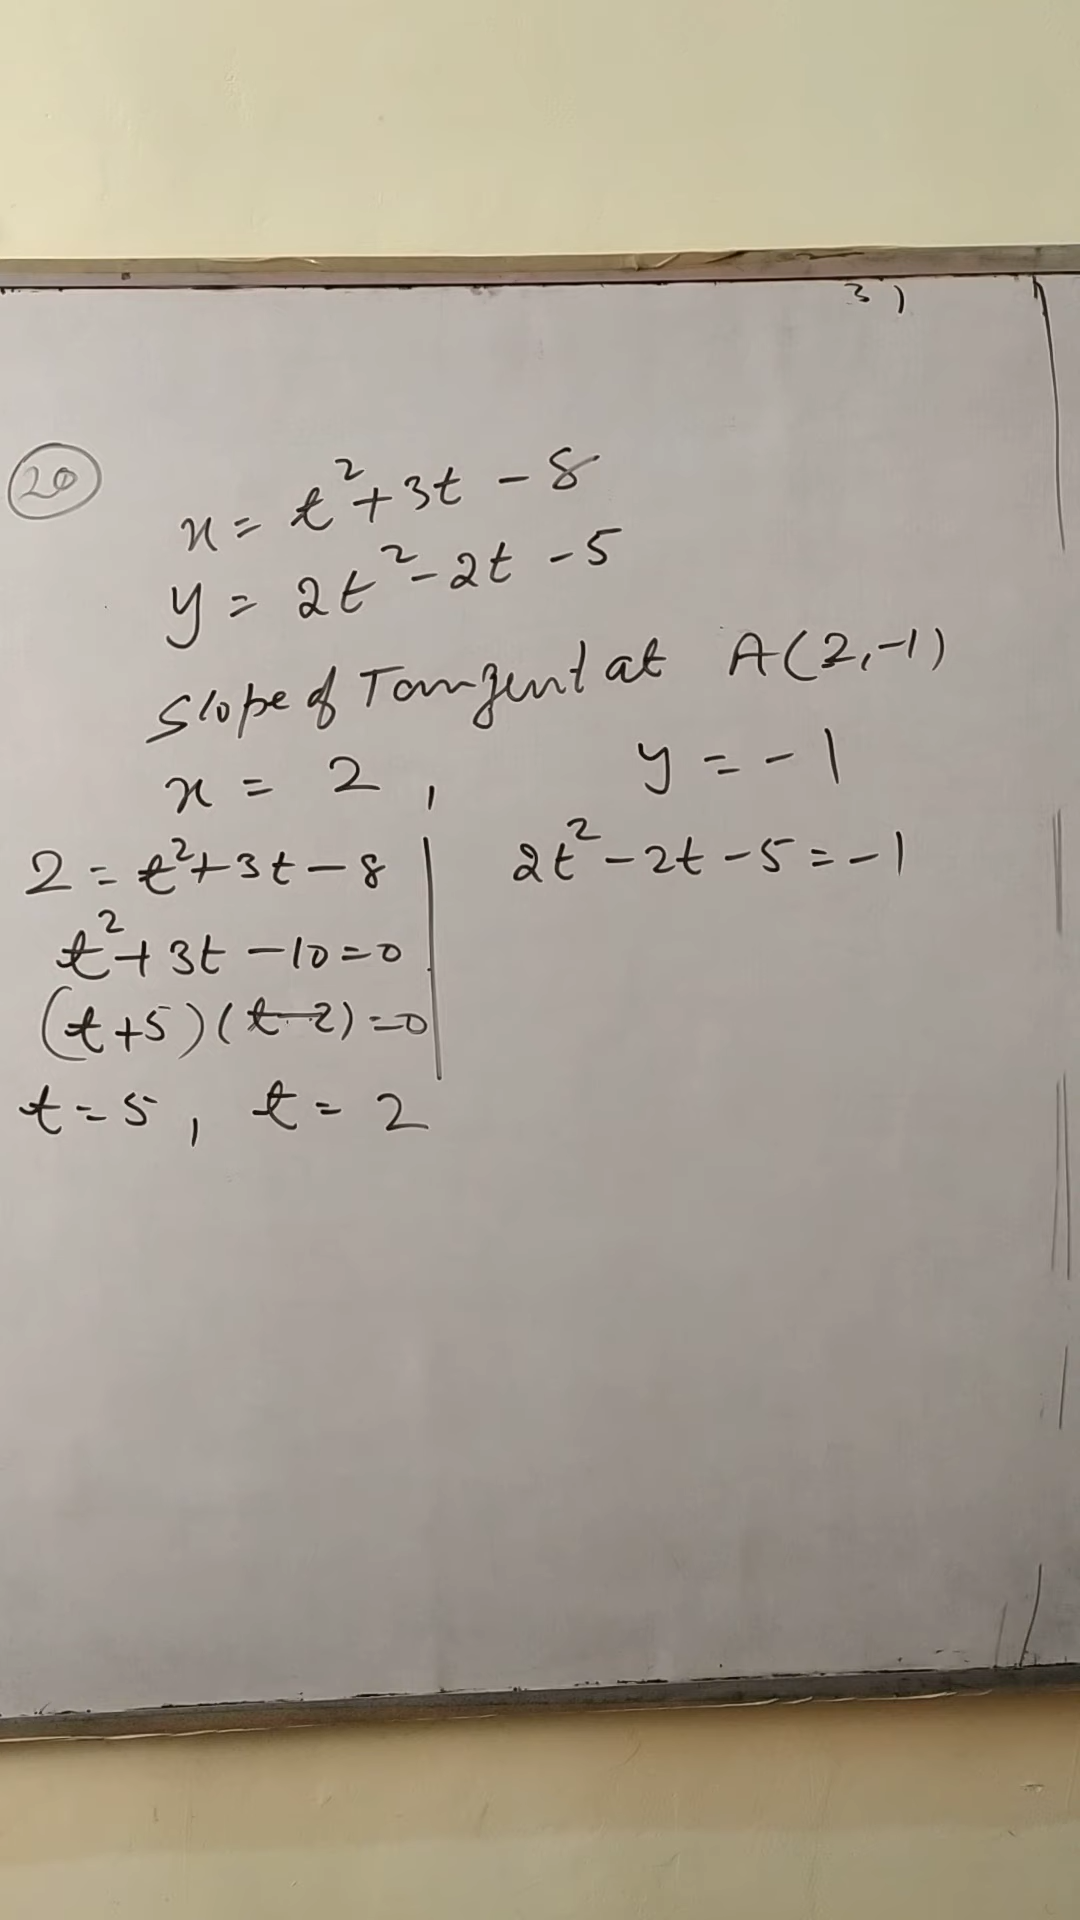 3)
20
x = t² + 3t - 8
y = 2t² - 2t - 5
Slope of Tangent at A(2,-1)
x = 2, y = -1
2 = t² + 3t - 8 | 2t² - 2t - 5 = -1
t² + 3t - 10 = 0
(t+5)(t-2) = 0
t = 5, t = 2